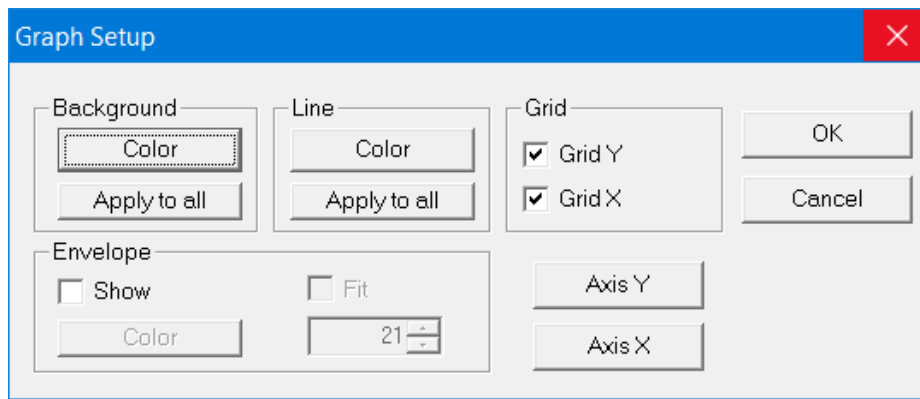 Graph Setup
Background
Color
Apply to all
Line
Color
Apply to all
Grid
Grid Y
Grid X
OK
Cancel
Envelope
Show
Fit
Color
21
Axis Y
Axis X